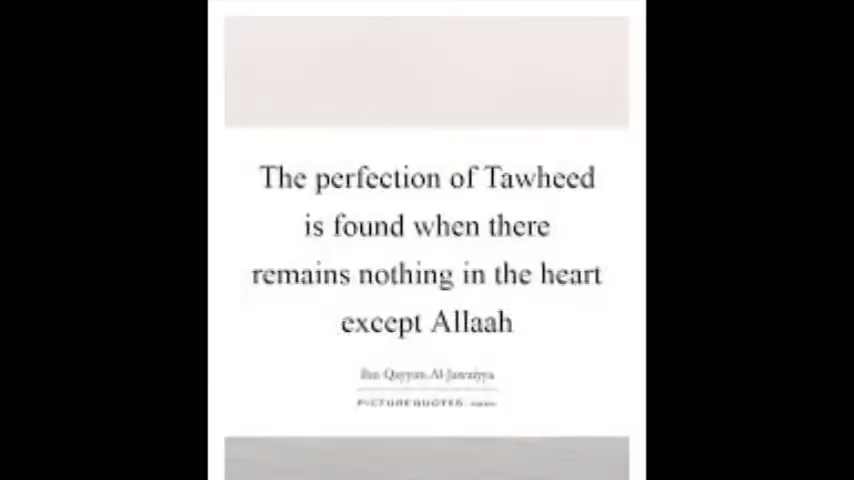 The perfection of Tawheed
is found when there
remains nothing in the heart
except Allaah
Ibn Qayyim Al-Jawziyya
PICTUREQUOTES